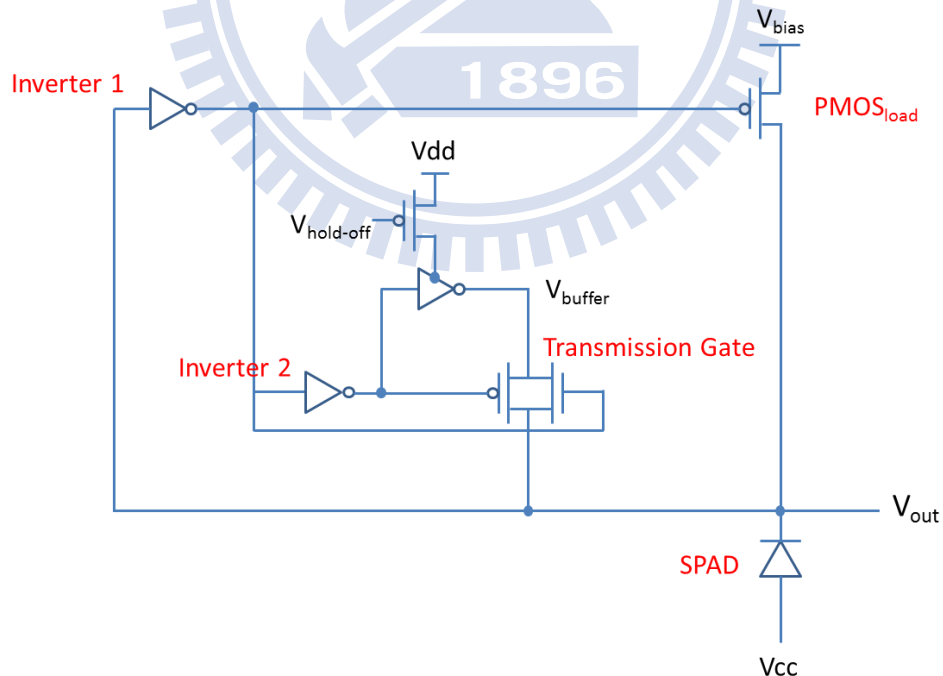 Vbias
Inverter 1
1896
PMOSload
Vdd
Vhold-off
Vbuffer
Transmission Gate
Inverter 2
Vout
SPAD
Vcc